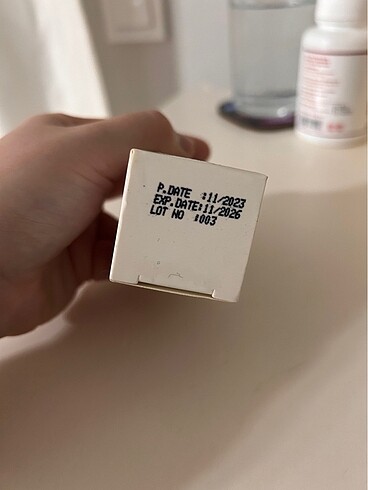 P.DATE :11/2023
EXP.DATE:11/2026
LOT NO :003